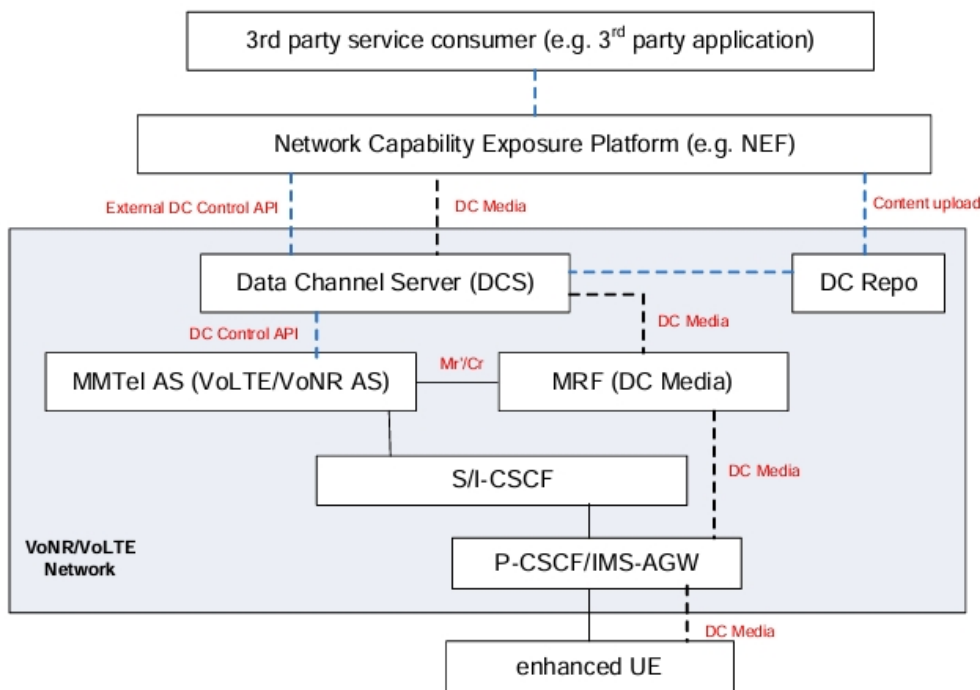 3rd party service consumer (e.g. 3rd party application)
Network Capability Exposure Platform (e.g. NEF)
External DC Control API
DC Media
Content upload
Data Channel Server (DCS)
DC Repo
DC Control API
DC Media
Mr'/Cr
MMTel AS (VoLTE/VoNR AS)
MRF (DC Media)
S/I-CSCF
DC Media
VoNR/VoLTE
Network
P-CSCF/IMS-AGW
DC Media
enhanced UE